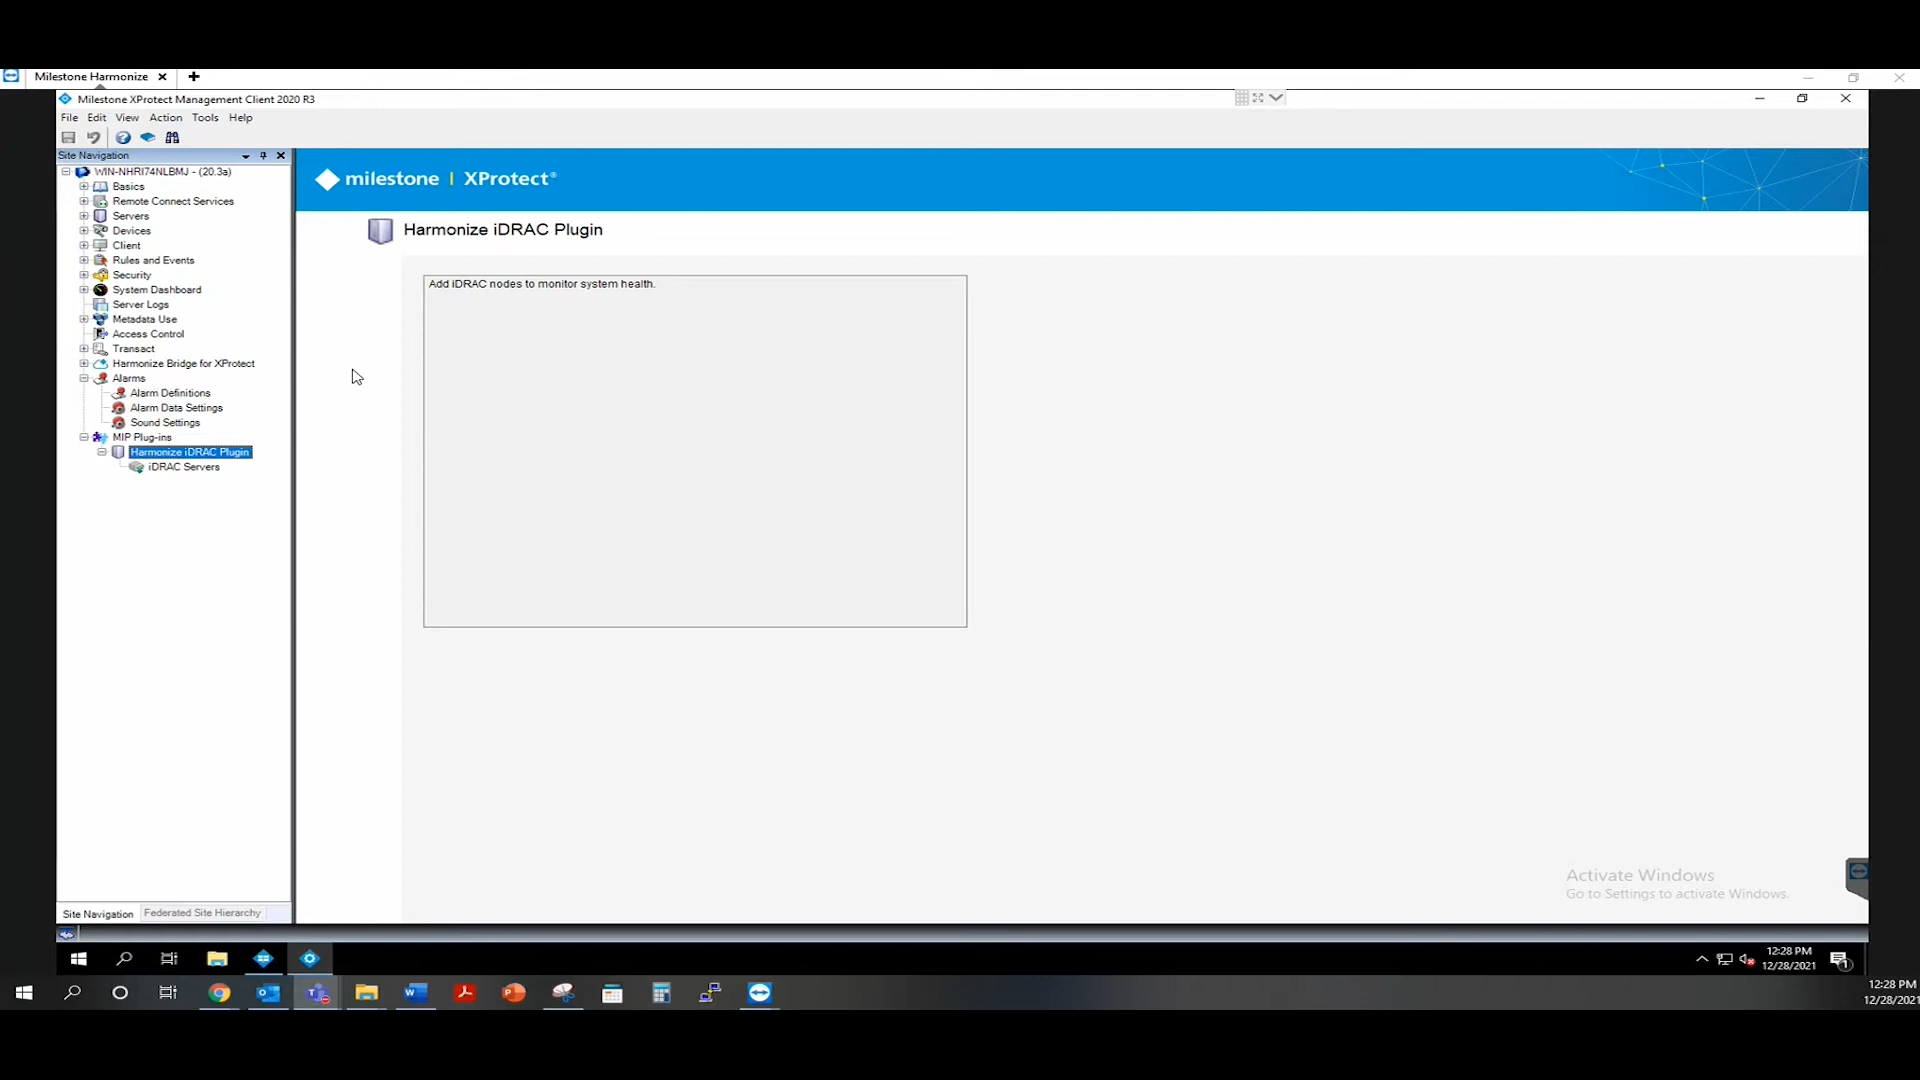 Milestone Harmonize
Milestone XProtect Management Client 2020 R3
File Edit View Action Tools Help
Site Navigation
WIN-NHRI74NLBMJ - (20.3a)
Basics
Remote Connect Services
Servers
Devices
Client
Rules and Events
Security
System Dashboard
Server Logs
Metadata Use
Access Control
Transact
Harmonize Bridge for XProtect
Alarms
Alarm Definitions
Alarm Data Settings
Sound Settings
MIP Plug-ins
Harmonize iDRAC Plugin
iDRAC Servers
milestone | XProtect®
Harmonize iDRAC Plugin
Add iDRAC nodes to monitor system health.
Activate Windows
Go to Settings to activate Windows.
Site Navigation Federated Site Hierarchy
12:28 PM
12/28/2021
1
12:28 PM
12/28/2021